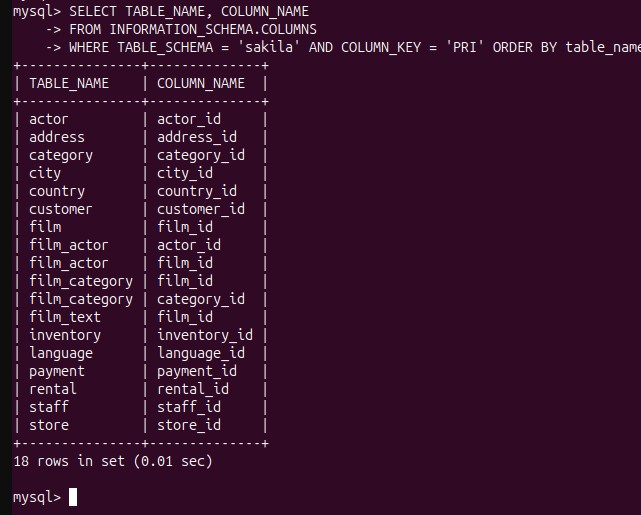 mysql> SELECT TABLE_NAME, COLUMN_NAME
    -> FROM INFORMATION_SCHEMA.COLUMNS
    -> WHERE TABLE_SCHEMA = 'sakila' AND COLUMN_KEY = 'PRI' ORDER BY table_name
+---------------+--------------+
| TABLE_NAME    | COLUMN_NAME  |
+---------------+--------------+
| actor         | actor_id     |
| address       | address_id   |
| category      | category_id  |
| city          | city_id      |
| country       | country_id   |
| customer      | customer_id  |
| film          | film_id      |
| film_actor    | actor_id     |
| film_actor    | film_id      |
| film_category | film_id      |
| film_category | category_id  |
| film_text     | film_id      |
| inventory     | inventory_id |
| language      | language_id  |
| payment       | payment_id   |
| rental        | rental_id    |
| staff         | staff_id     |
| store         | store_id     |
+---------------+--------------+
18 rows in set (0.01 sec)
mysql>